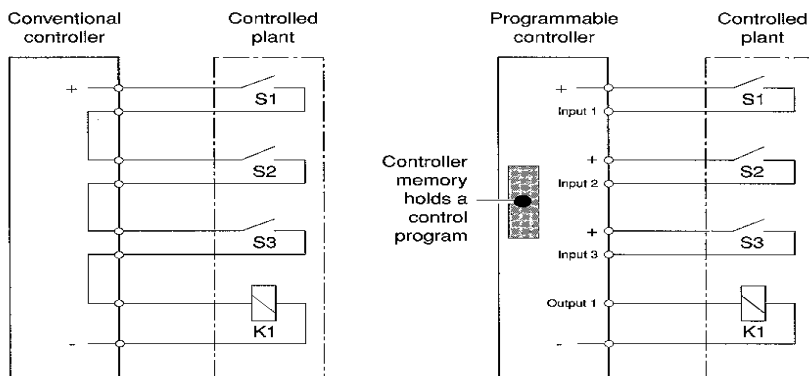 Conventional
controller
Controlled
plant
+
S1
S2
S3
K1
-
Programmable
controller
Controlled
plant
+
S1
Input 1
Controller
memory
holds a
control
program
+
S2
Input 2
+
S3
Input 3
Output 1
K1
-